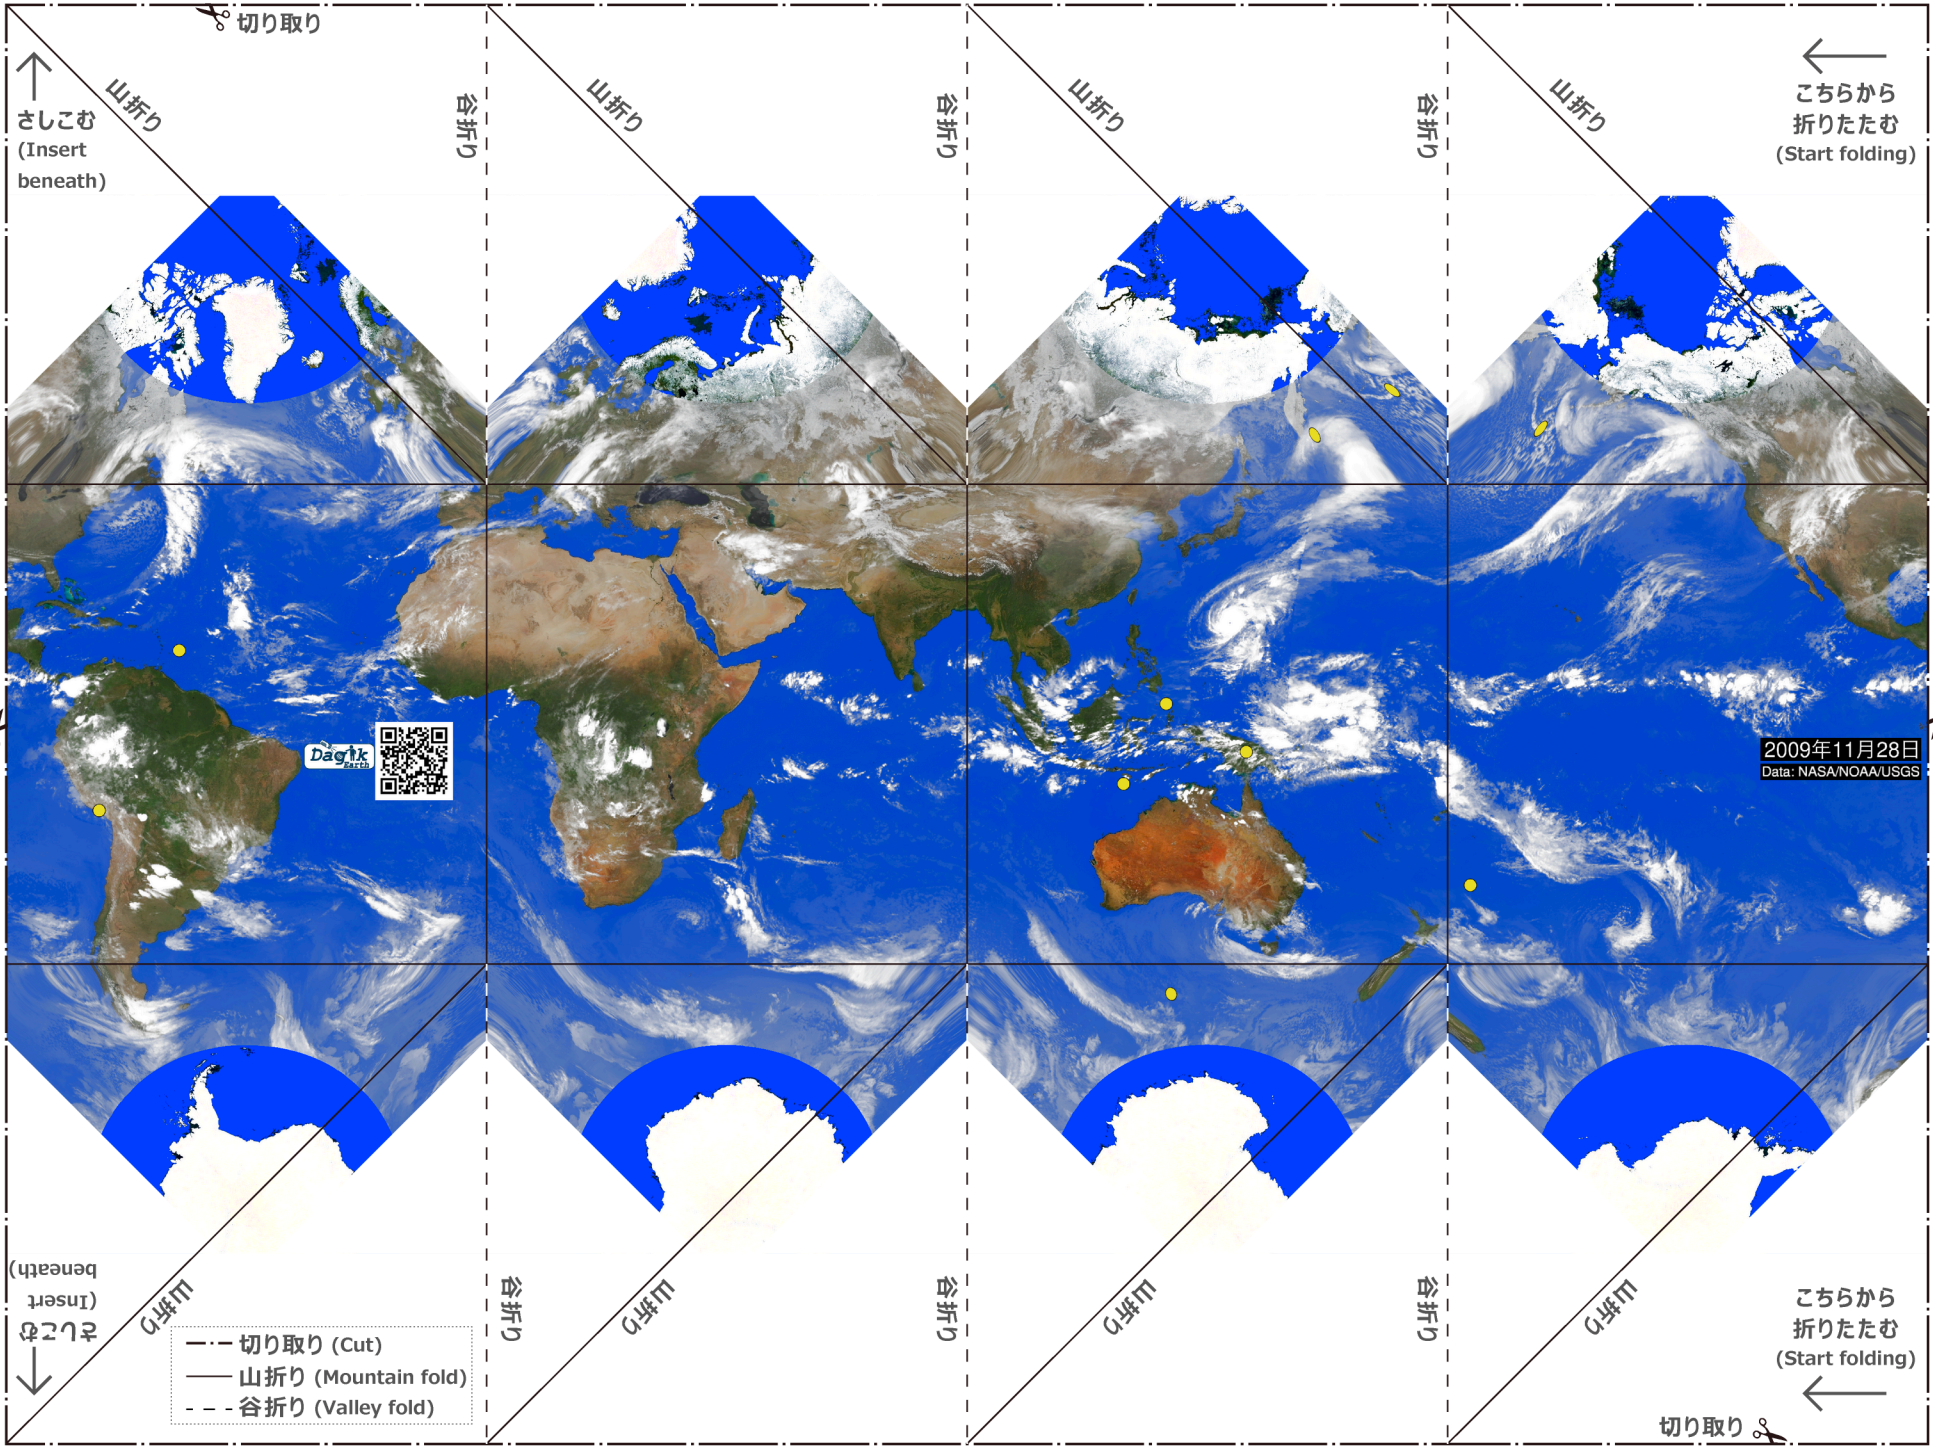 切り取り
山折り
谷折り
山折り
谷折り
山折り
谷折り
山折り
こちらから
折りたたむ
(Start folding)
さしこむ
(Insert
beneath)
Dagik
Earth
2009年11月28日
Data: NASA/NOAA/USGS
さしこむ
(Insert
beneath)
山折り
谷折り
山折り
谷折り
山折り
谷折り
山折り
こちらから
折りたたむ
(Start folding)
切り取り (Cut)
山折り (Mountain fold)
谷折り (Valley fold)
切り取り